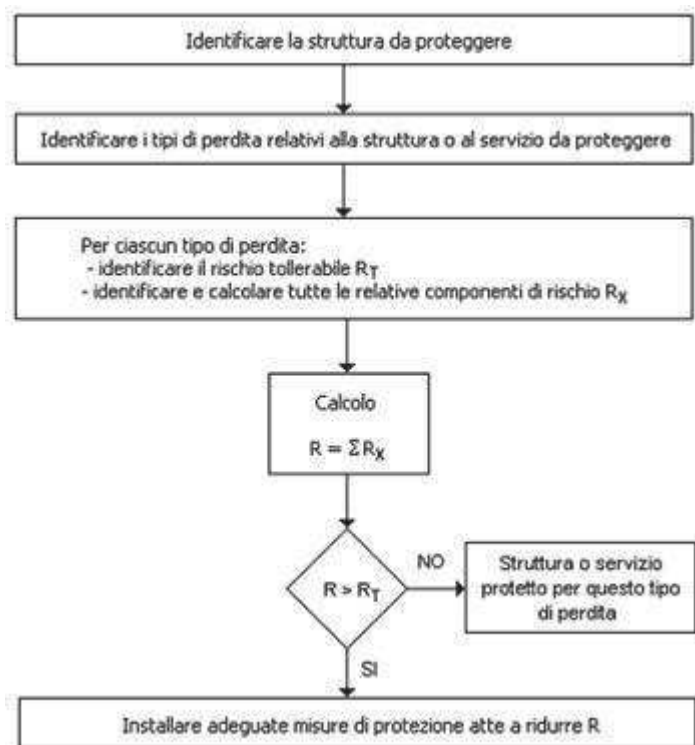 Identificare la struttura da proteggere
Identificare i tipi di perdita relativi alla struttura o al servizio da proteggere
Per ciascun tipo di perdita:
- identificare il rischio tollerabile RT
- identificare e calcolare tutte le relative componenti di rischio RX
Calcolo
R = ΣRX
R > RT
NO
Struttura o servizio
protetto per questo tipo
di perdita
SI
Installare adeguate misure di protezione atte a ridurre R